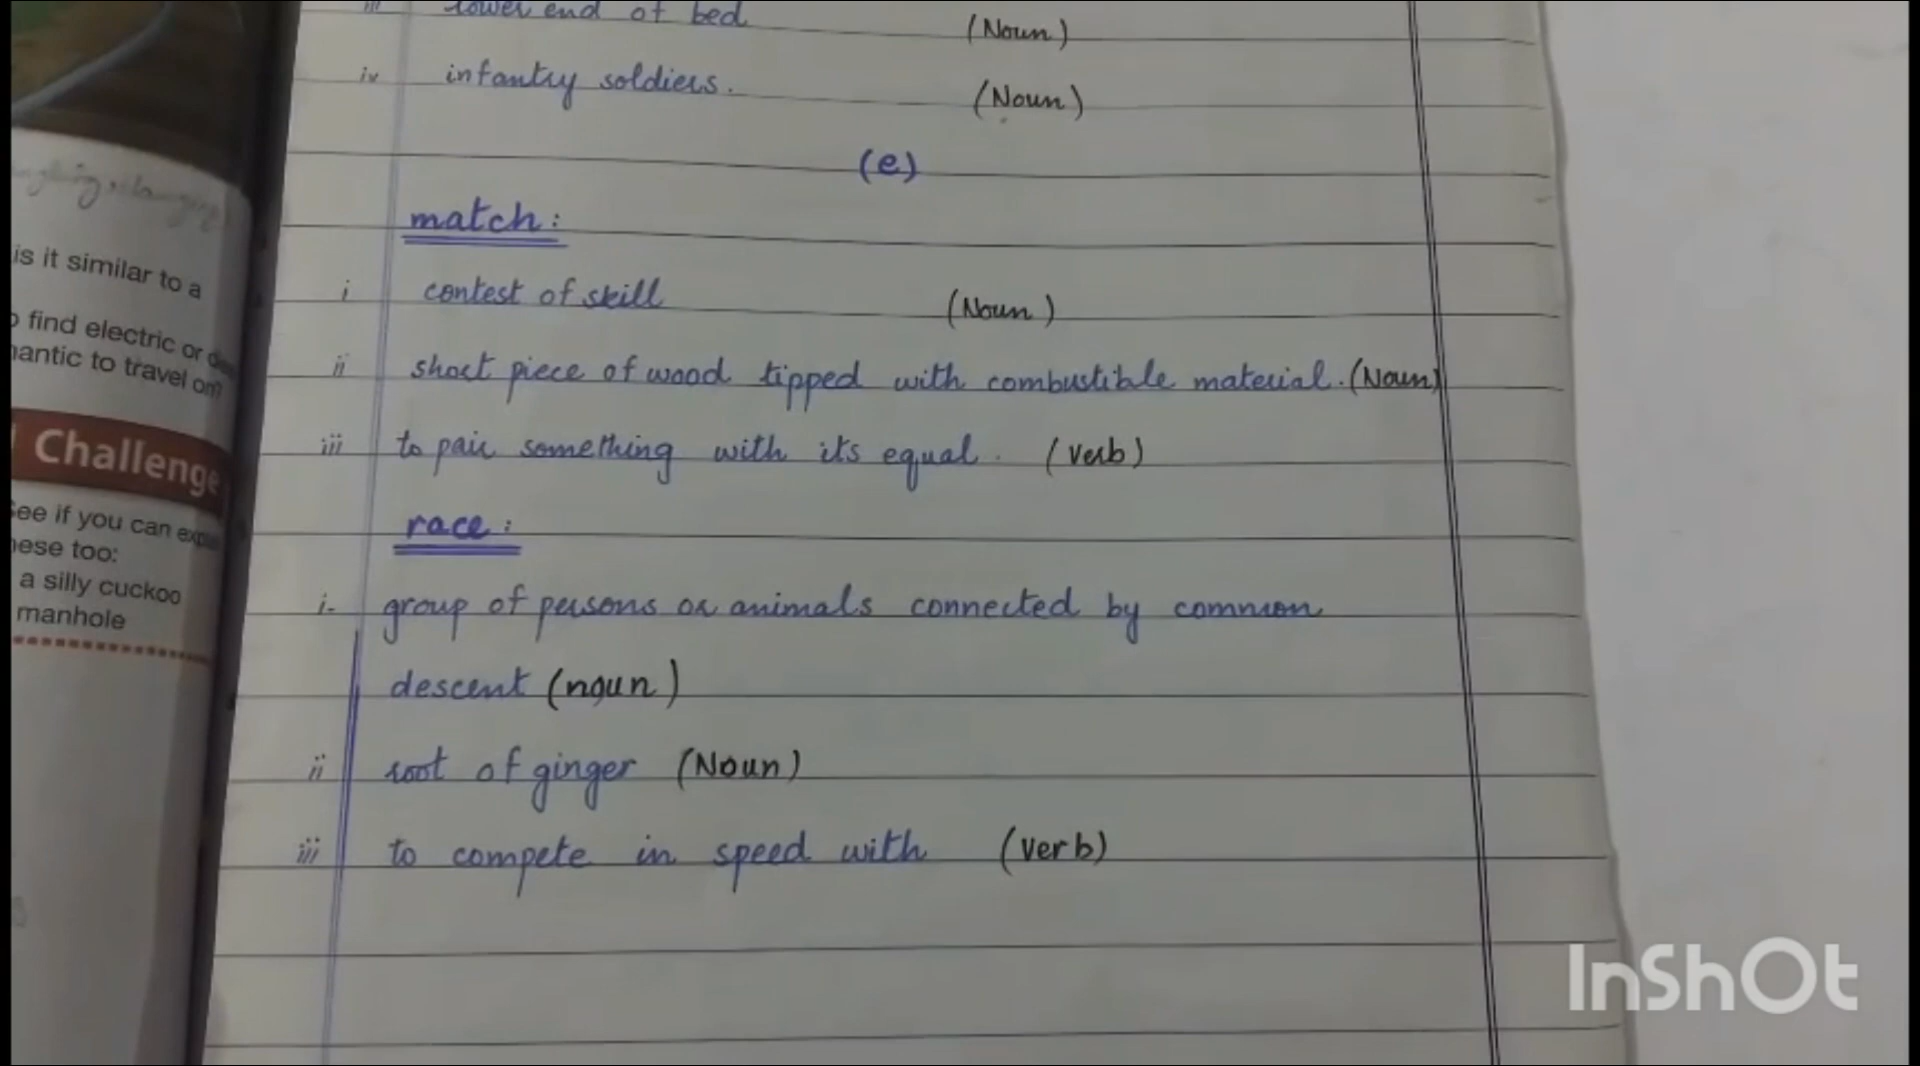 iii lower end of bed (Noun)
iv infantry soldiers. (Noun)
(e)
match:
i contest of skill (Noun)
ii short piece of wood tipped with combustible material. (Noun)
iii to pair something with its equal. (verb)
race:
i- group of persons or animals connected by common
descent (noun)
ii root of ginger (Noun)
iii to compete in speed with (verb)
is it similar to a
find electric or
mantic to travel on?
Challenge
See if you can
these too:
a silly cuckoo
manhole
InShOt